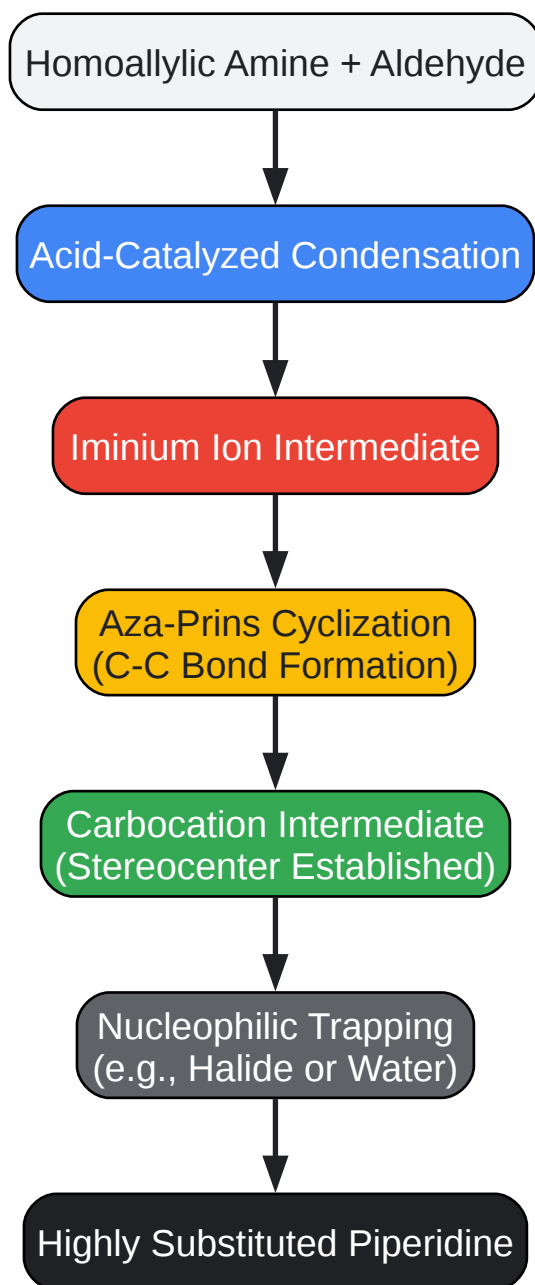 Homoallylic Amine + Aldehyde
Acid-Catalyzed Condensation
Iminium Ion Intermediate
Aza-Prins Cyclization
(C-C Bond Formation)
Carbocation Intermediate
(Stereocenter Established)
Nucleophilic Trapping
(e.g., Halide or Water)
Highly Substituted Piperidine